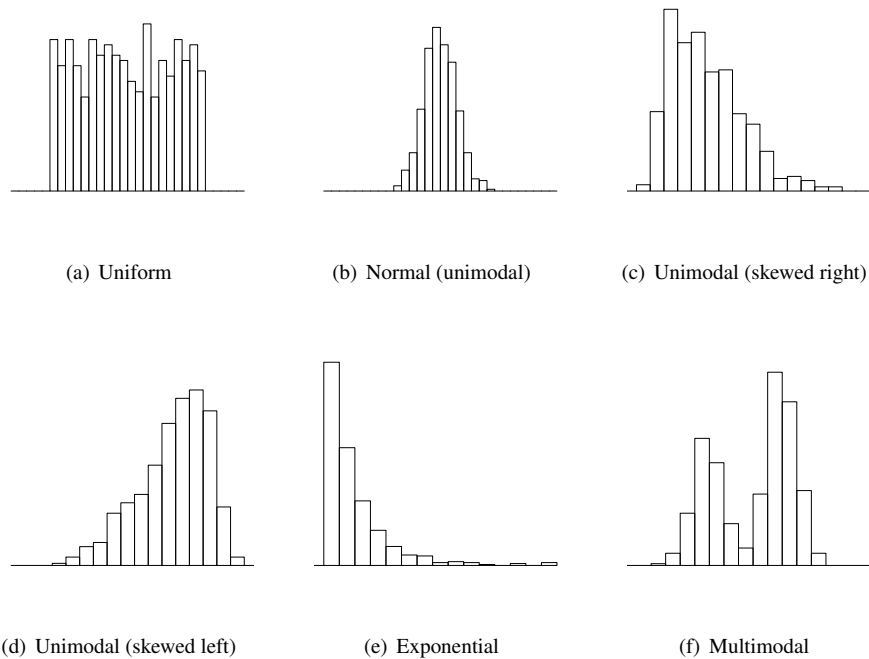 (a) Uniform
(b) Normal (unimodal)
(c) Unimodal (skewed right)
(d) Unimodal (skewed left)
(e) Exponential
(f) Multimodal